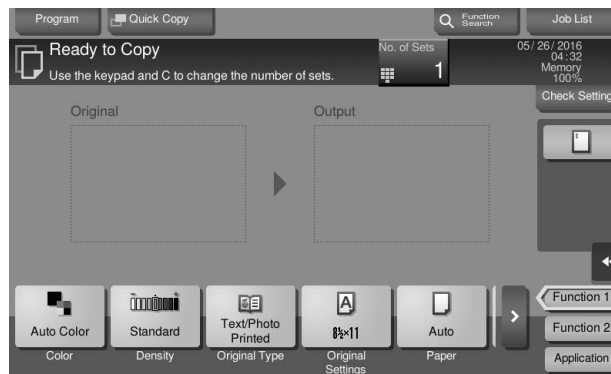 Program
Quick Copy
Function
Search
Job List
Ready to Copy
Use the keypad and C to change the number of sets.
No. of Sets
1
05/26/2016
04:32
Memory
100%
Check Setting
Original
Output
Auto Color
Standard
Text/Photo
Printed
8½×11
Auto
Color
Density
Original Type
Original
Settings
Paper
Function 1
Function 2
Application